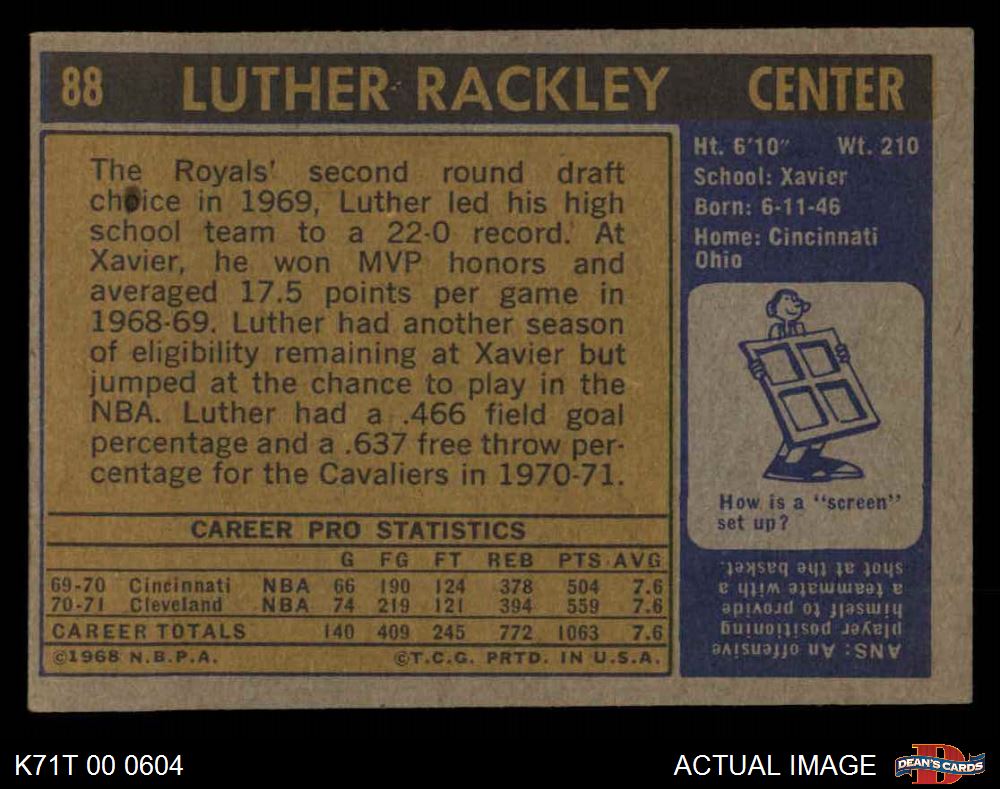 88 LUTHER RACKLEY CENTER
The Royals' second round draft
choice in 1969, Luther led his high
school team to a 22-0 record. At
Xavier, he won MVP honors and
averaged 17.5 points per game in
1968-69. Luther had another season
of eligibility remaining at Xavier but
jumped at the chance to play in the
NBA. Luther had a .466 field goal
percentage and a .637 free throw per-
centage for the Cavaliers in 1970-71.
CAREER PRO STATISTICS
G FG FT REB PTS AVG
69-70 Cincinnati NBA 66 190 124 378 504 7.6
70-71 Cleveland NBA 74 219 121 394 559 7.6
CAREER TOTALS 140 409 245 772 1063 7.6
©1968 N.B.P.A. ©T.C.G. PRTD. IN U.S.A.
Ht. 6'10" Wt. 210
School: Xavier
Born: 6-11-46
Home: Cincinnati
Ohio
How is a "screen"
set up?
ANS: An offensive
player positioning
himself to provide
a teammate with a
shot at the basket.
K71T 00 0604
ACTUAL IMAGE
D
DEAN'S CARDS